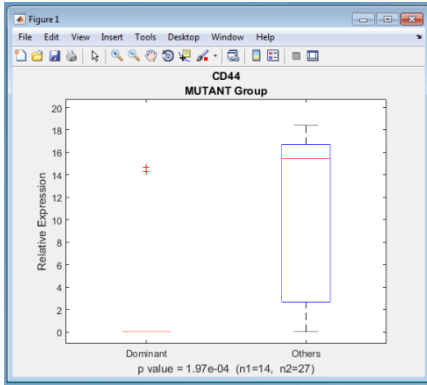 Figure 1
File Edit View Insert Tools Desktop Window Help
CD44
MUTANT Group
20
18
16
14
12
10
8
6
4
2
0
Relative Expression
Dominant Others
p value = 1.97e-04 (n1=14, n2=27)